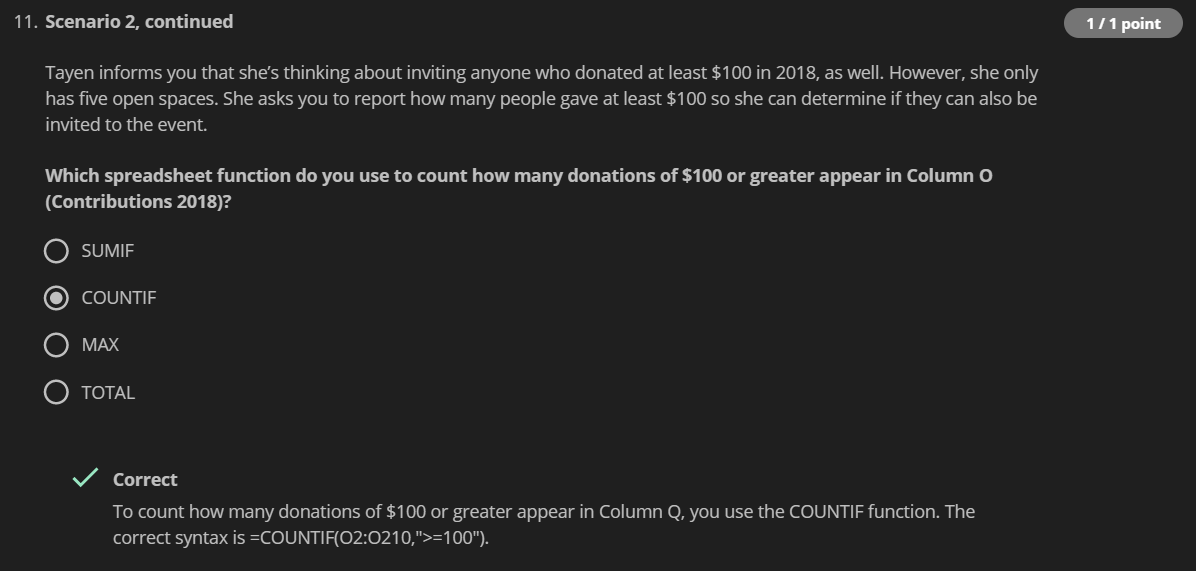 11. Scenario 2, continued
1 / 1 point
Tayen informs you that she’s thinking about inviting anyone who donated at least $100 in 2018, as well. However, she only
has five open spaces. She asks you to report how many people gave at least $100 so she can determine if they can also be
invited to the event.
Which spreadsheet function do you use to count how many donations of $100 or greater appear in Column O
(Contributions 2018)?
SUMIF
COUNTIF
MAX
TOTAL
Correct
To count how many donations of $100 or greater appear in Column Q, you use the COUNTIF function. The
correct syntax is =COUNTIF(O2:O210,">=100").